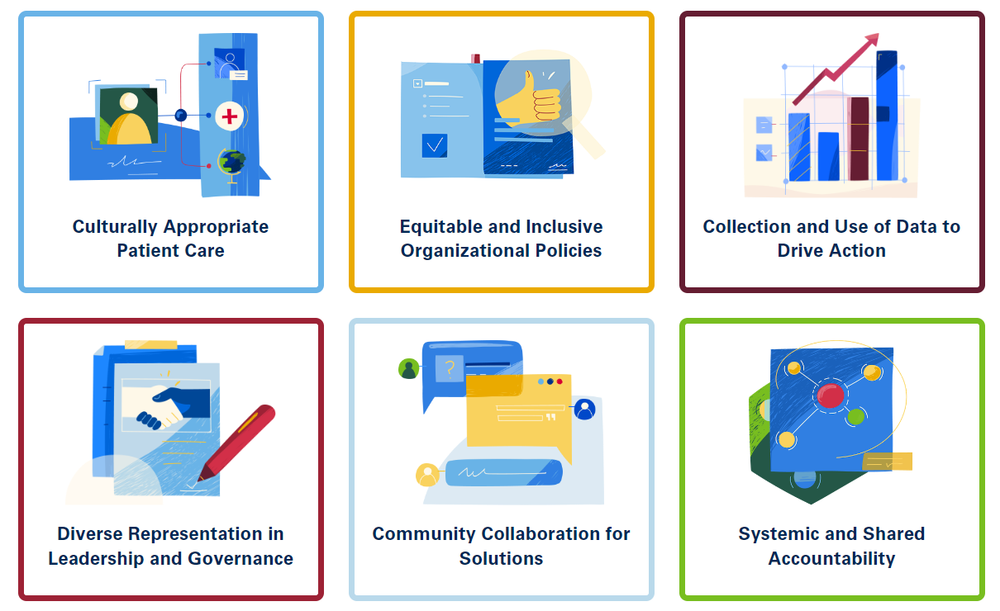 Culturally Appropriate
Patient Care
Equitable and Inclusive
Organizational Policies
Collection and Use of Data to
Drive Action
Diverse Representation in
Leadership and Governance
Community Collaboration for
Solutions
Systemic and Shared
Accountability